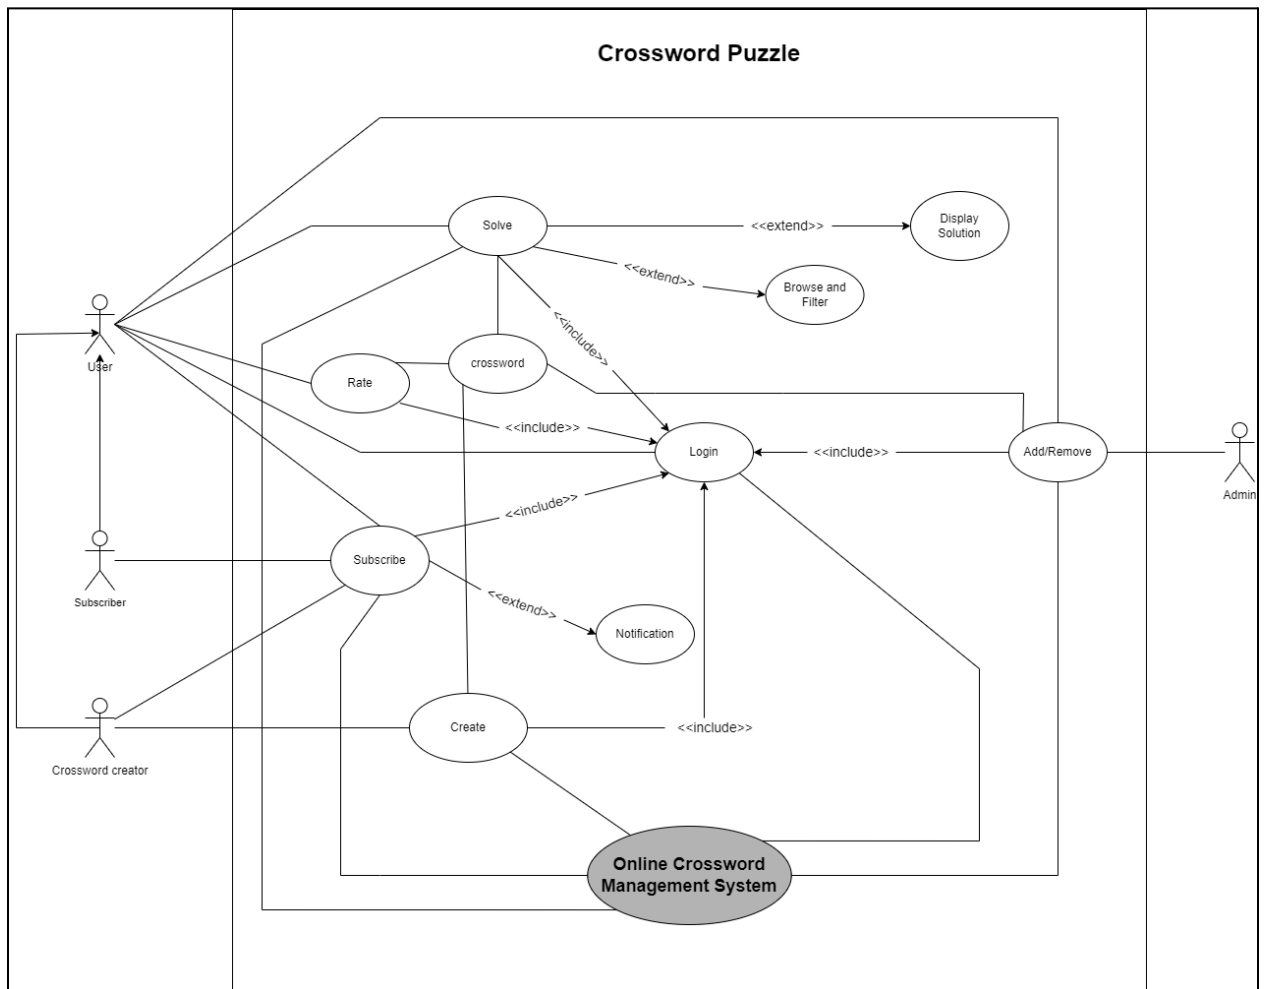 Crossword Puzzle
Solve
<<extend>>
Display
Solution
<<extend>>
Browse and
Filter
<<include>>
User
crossword
Rate
<<include>>
Login
<<include>>
Add/Remove
Admin
<<include>>
Subscribe
Subscriber
<<extend>>
Notification
Create
<<include>>
Crossword creator
Online Crossword
Management System